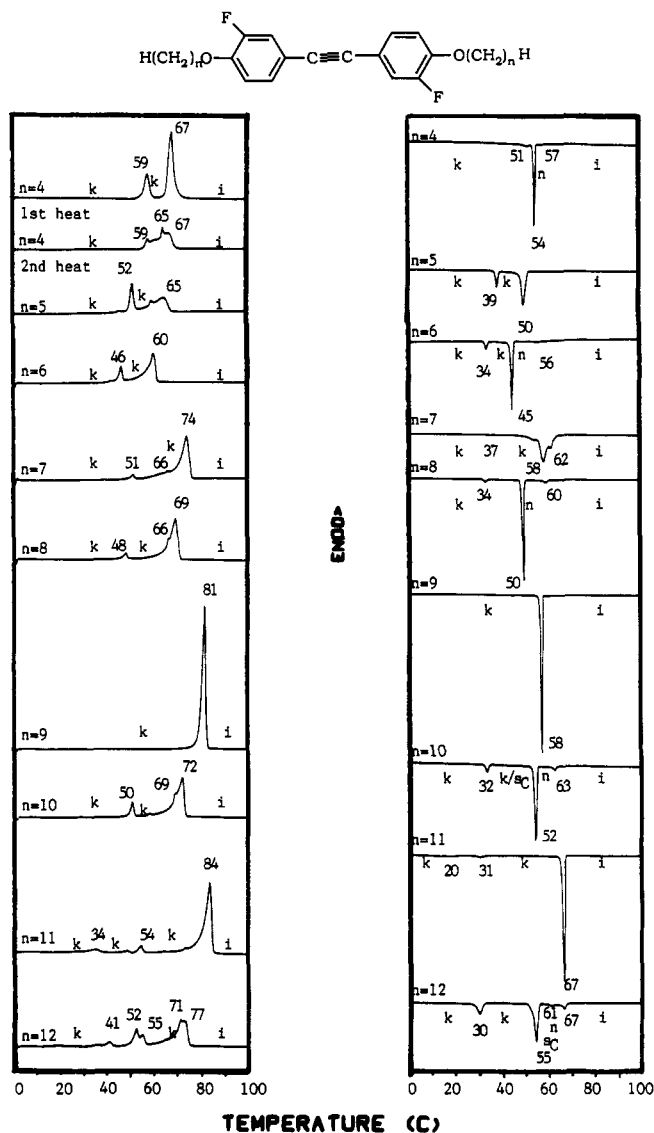 F
H(CH2)nO
C≡C
O(CH2)nH
F
67
59
k
n=4
k
i
1st heat
65
67
59
n=4
k
i
2nd heat
52
k
65
n=5
k
i
60
46
k
n=6
k
i
74
k
n=7
k
51
66
i
69
66
n=8
k
48
k
i
81
n=9
k
i
72
69
50
n=10
k
k
i
84
n=11
k
34
k
54
k
i
71
52
77
41
55
n=12
k
k
i
0 20 40 60 80 100
ENDO>
n=4
51
57
k
n
i
54
n=5
k
k
i
39
50
n=6
k
k
n
i
34
56
45
n=7
k
37
k
i
58
62
n=8
34
60
k
n
i
50
n=9
k
i
58
n=10
k
k/sC
n
i
32
63
52
n=11
k
20
31
k
i
67
n=12
61
k
k
n
67
i
30
sC
55
0 20 40 60 80 100
TEMPERATURE (C)